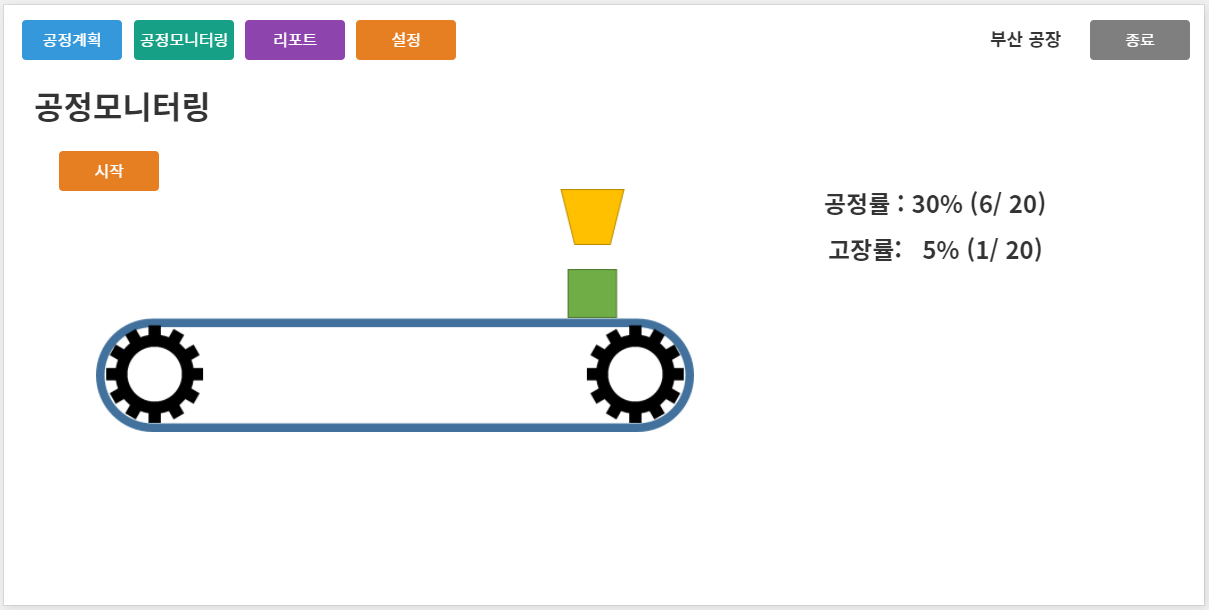 공정계획 공정모니터링 리포트 설정 부산 공장 종료
공정모니터링
시작
공정률 : 30% (6/ 20)
고장률: 5% (1/ 20)